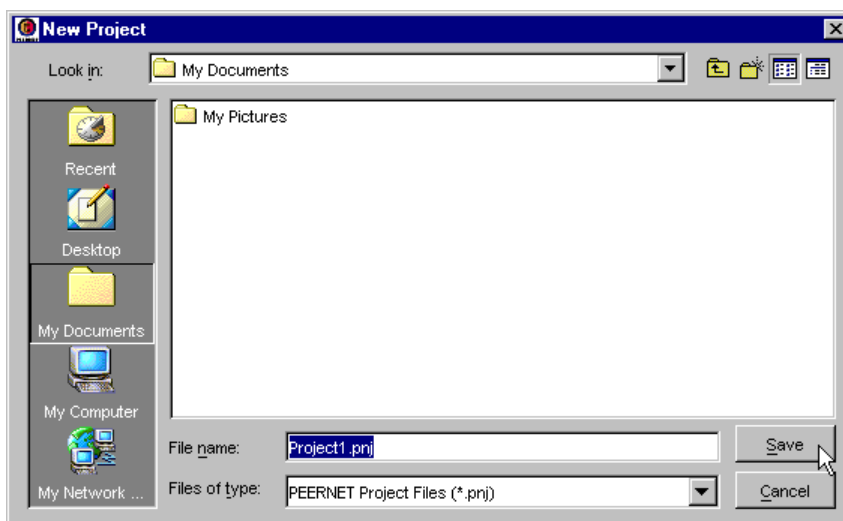 New Project
Look in: My Documents
My Pictures
Recent
Desktop
My Documents
My Computer
My Network ...
File name: Project1.pnj Save
Files of type: PEERNET Project Files (*.pnj) Cancel